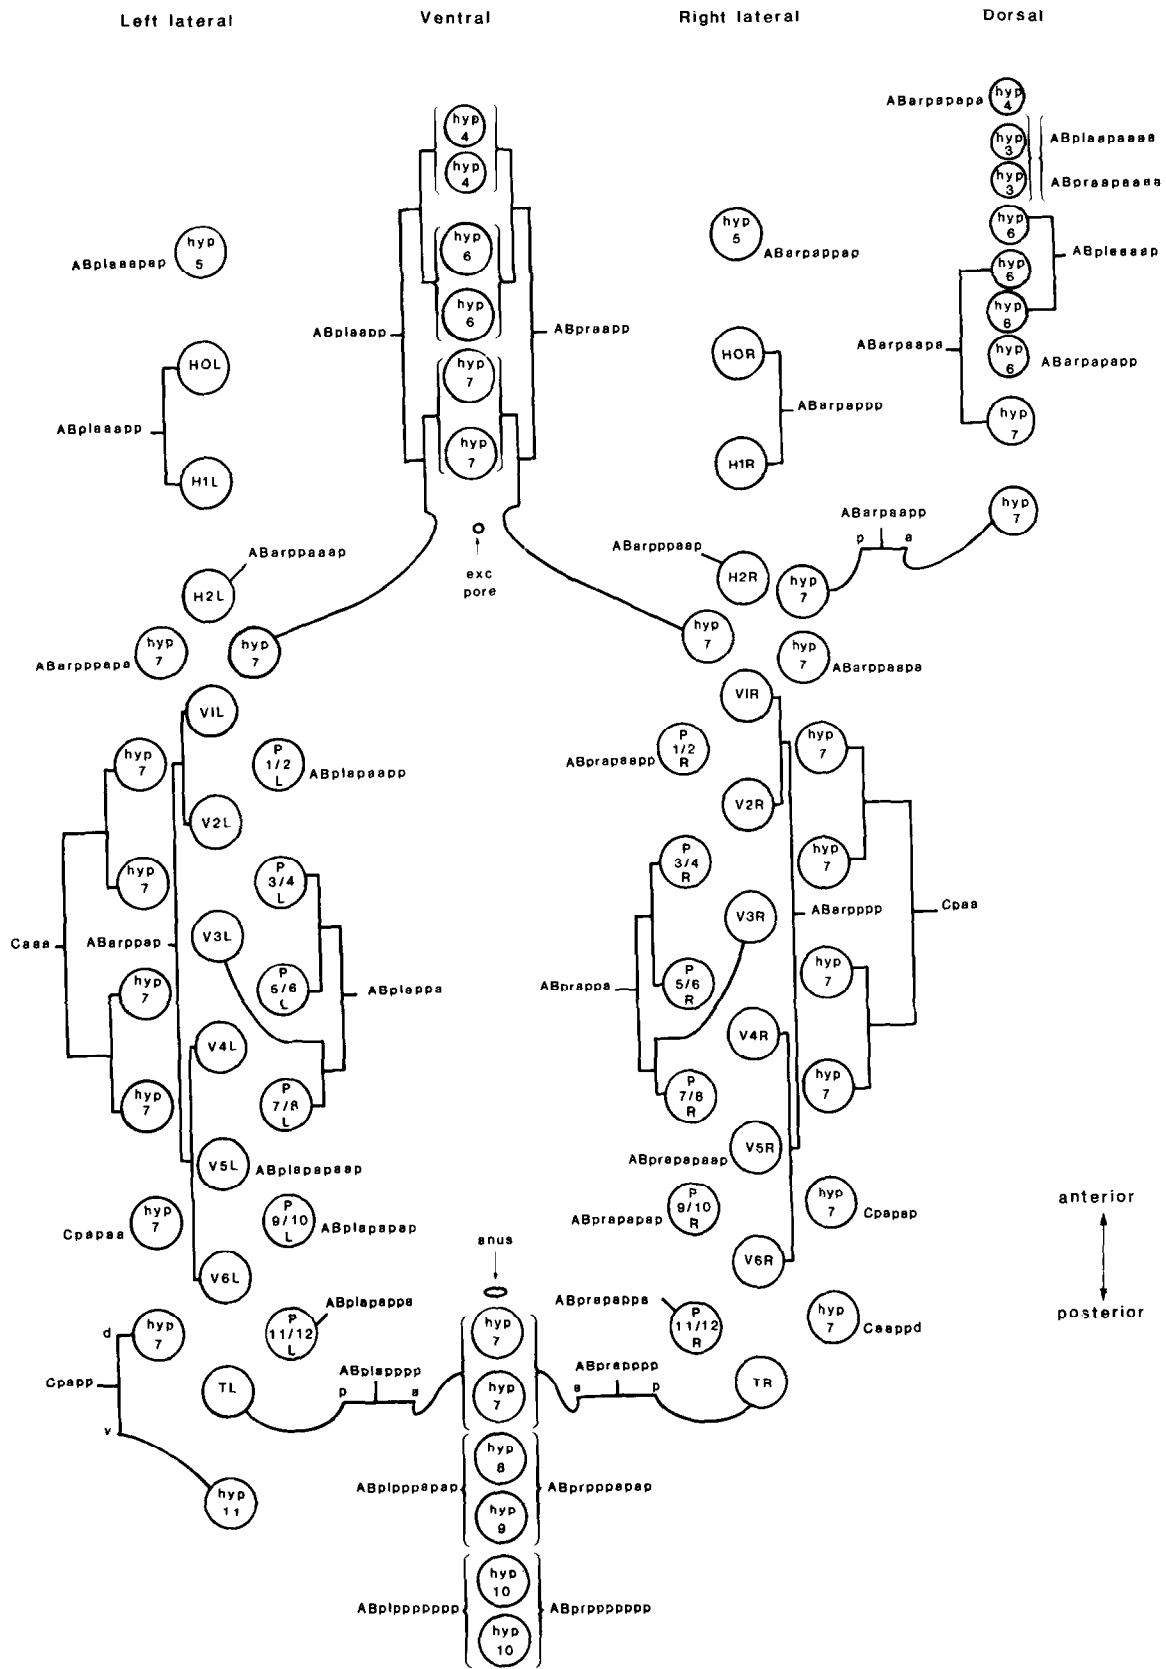 Left lateral
Ventral
Right lateral
Dorsal
hyp
4
hyp
4
hyp
6
hyp
6
hyp
7
hyp
7
ABplaapp
ABpraapp
exc
pore
ABplaaapap
hyp
5
HOL
ABplaaapp
H1L
ABarppaaap
H2L
ABarpppapa
hyp
7
hyp
7
V1L
hyp
7
P
1/2
L
ABplapaapp
V2L
hyp
7
P
3/4
L
Caaa
ABarppap
V3L
hyp
7
P
5/6
L
ABplappa
V4L
hyp
7
P
7/8
L
V5L
ABplapapaap
Cpapaa
hyp
7
P
9/10
L
ABplapapap
V6L
d
hyp
7
P
11/12
L
ABplapappa
Cpapp
TL
v
hyp
11
hyp
5
ABarpappap
HOR
ABarpappp
H1R
ABarpppaap
H2R
hyp
7
ABarpaapp
p
a
hyp
7
hyp
7
hyp
7
ABarppaapa
V1R
P
1/2
R
ABprapaapp
hyp
7
V2R
P
3/4
R
hyp
7
V3R
ABarpppp
Cpaa
ABprappa
P
5/6
R
hyp
7
V4R
P
7/8
R
hyp
7
V5R
ABprapapaap
ABprapapap
P
9/10
R
hyp
7
Cpapap
V6R
ABprapappa
P
11/12
R
hyp
7
Caappd
TR
ABarpapapa
hyp
4
hyp
3
ABplaapaaaa
hyp
3
ABpraapaaaa
hyp
6
ABplaaaap
hyp
6
hyp
6
ABarpaapa
hyp
6
ABarpapapp
hyp
7
anus
hyp
7
hyp
7
ABplapppp
p
a
ABprapppp
a
p
hyp
8
ABplpppapap
ABprpppapap
hyp
9
hyp
10
ABplppppppp
ABprppppppp
hyp
10
anterior
posterior